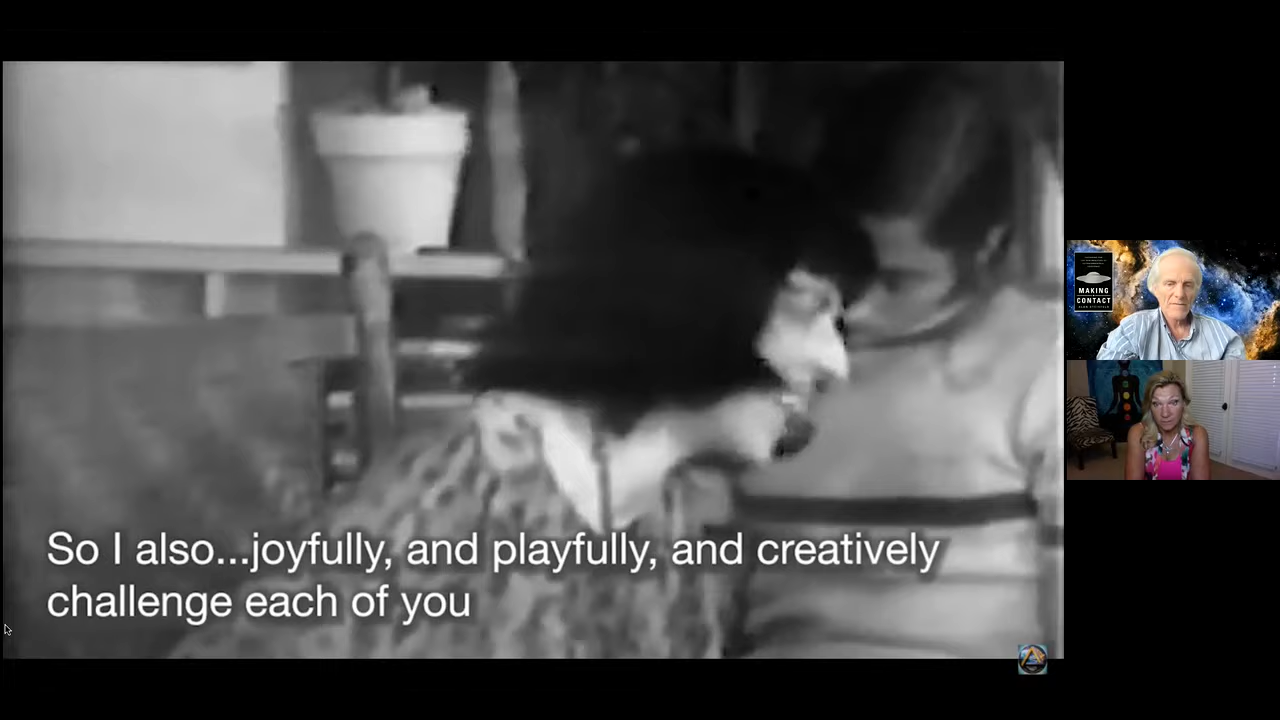 So I also...joyfully, and playfully, and creatively
challenge each of you
MAKING
CONTACT